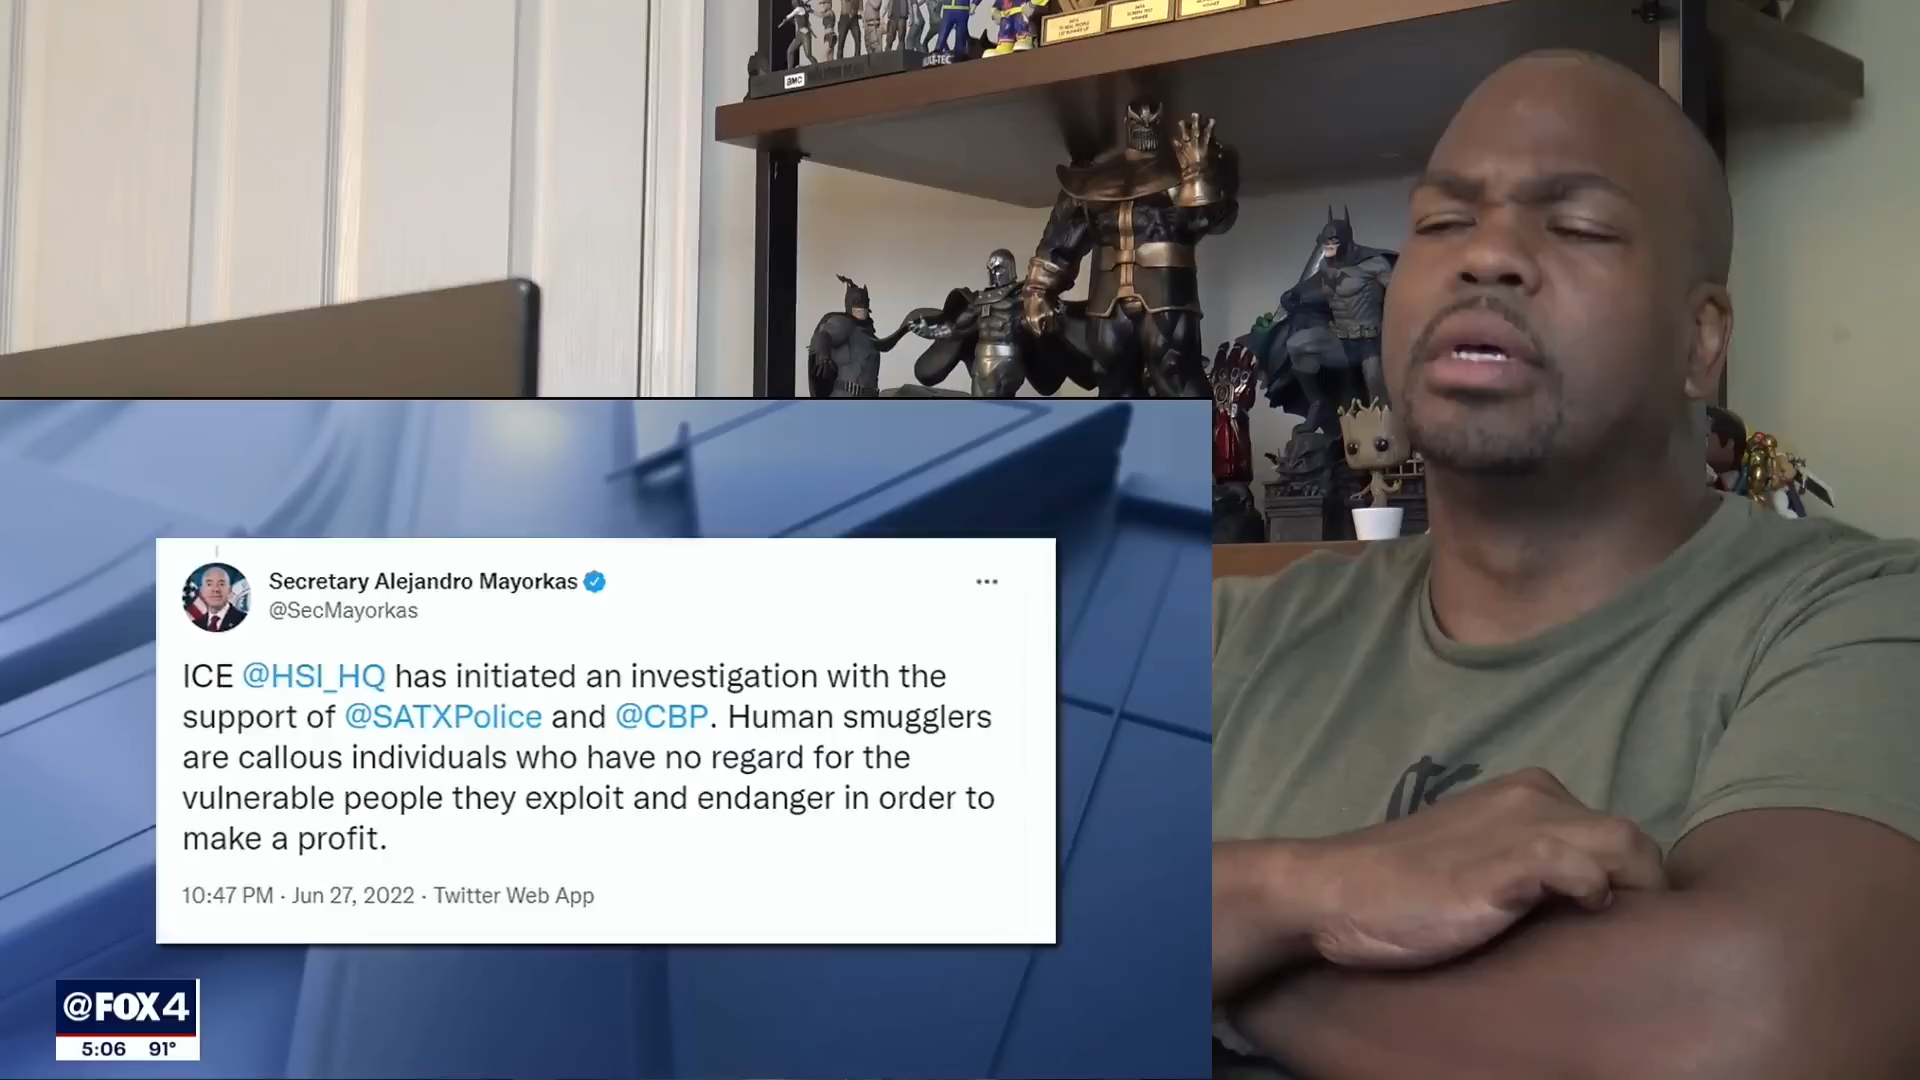 AMC
Secretary Alejandro Mayorkas
@SecMayorkas
ICE @HSI_HQ has initiated an investigation with the
support of @SATXPolice and @CBP. Human smugglers
are callous individuals who have no regard for the
vulnerable people they exploit and endanger in order to
make a profit.
10:47 PM · Jun 27, 2022 · Twitter Web App
@FOX4
5:06 91°